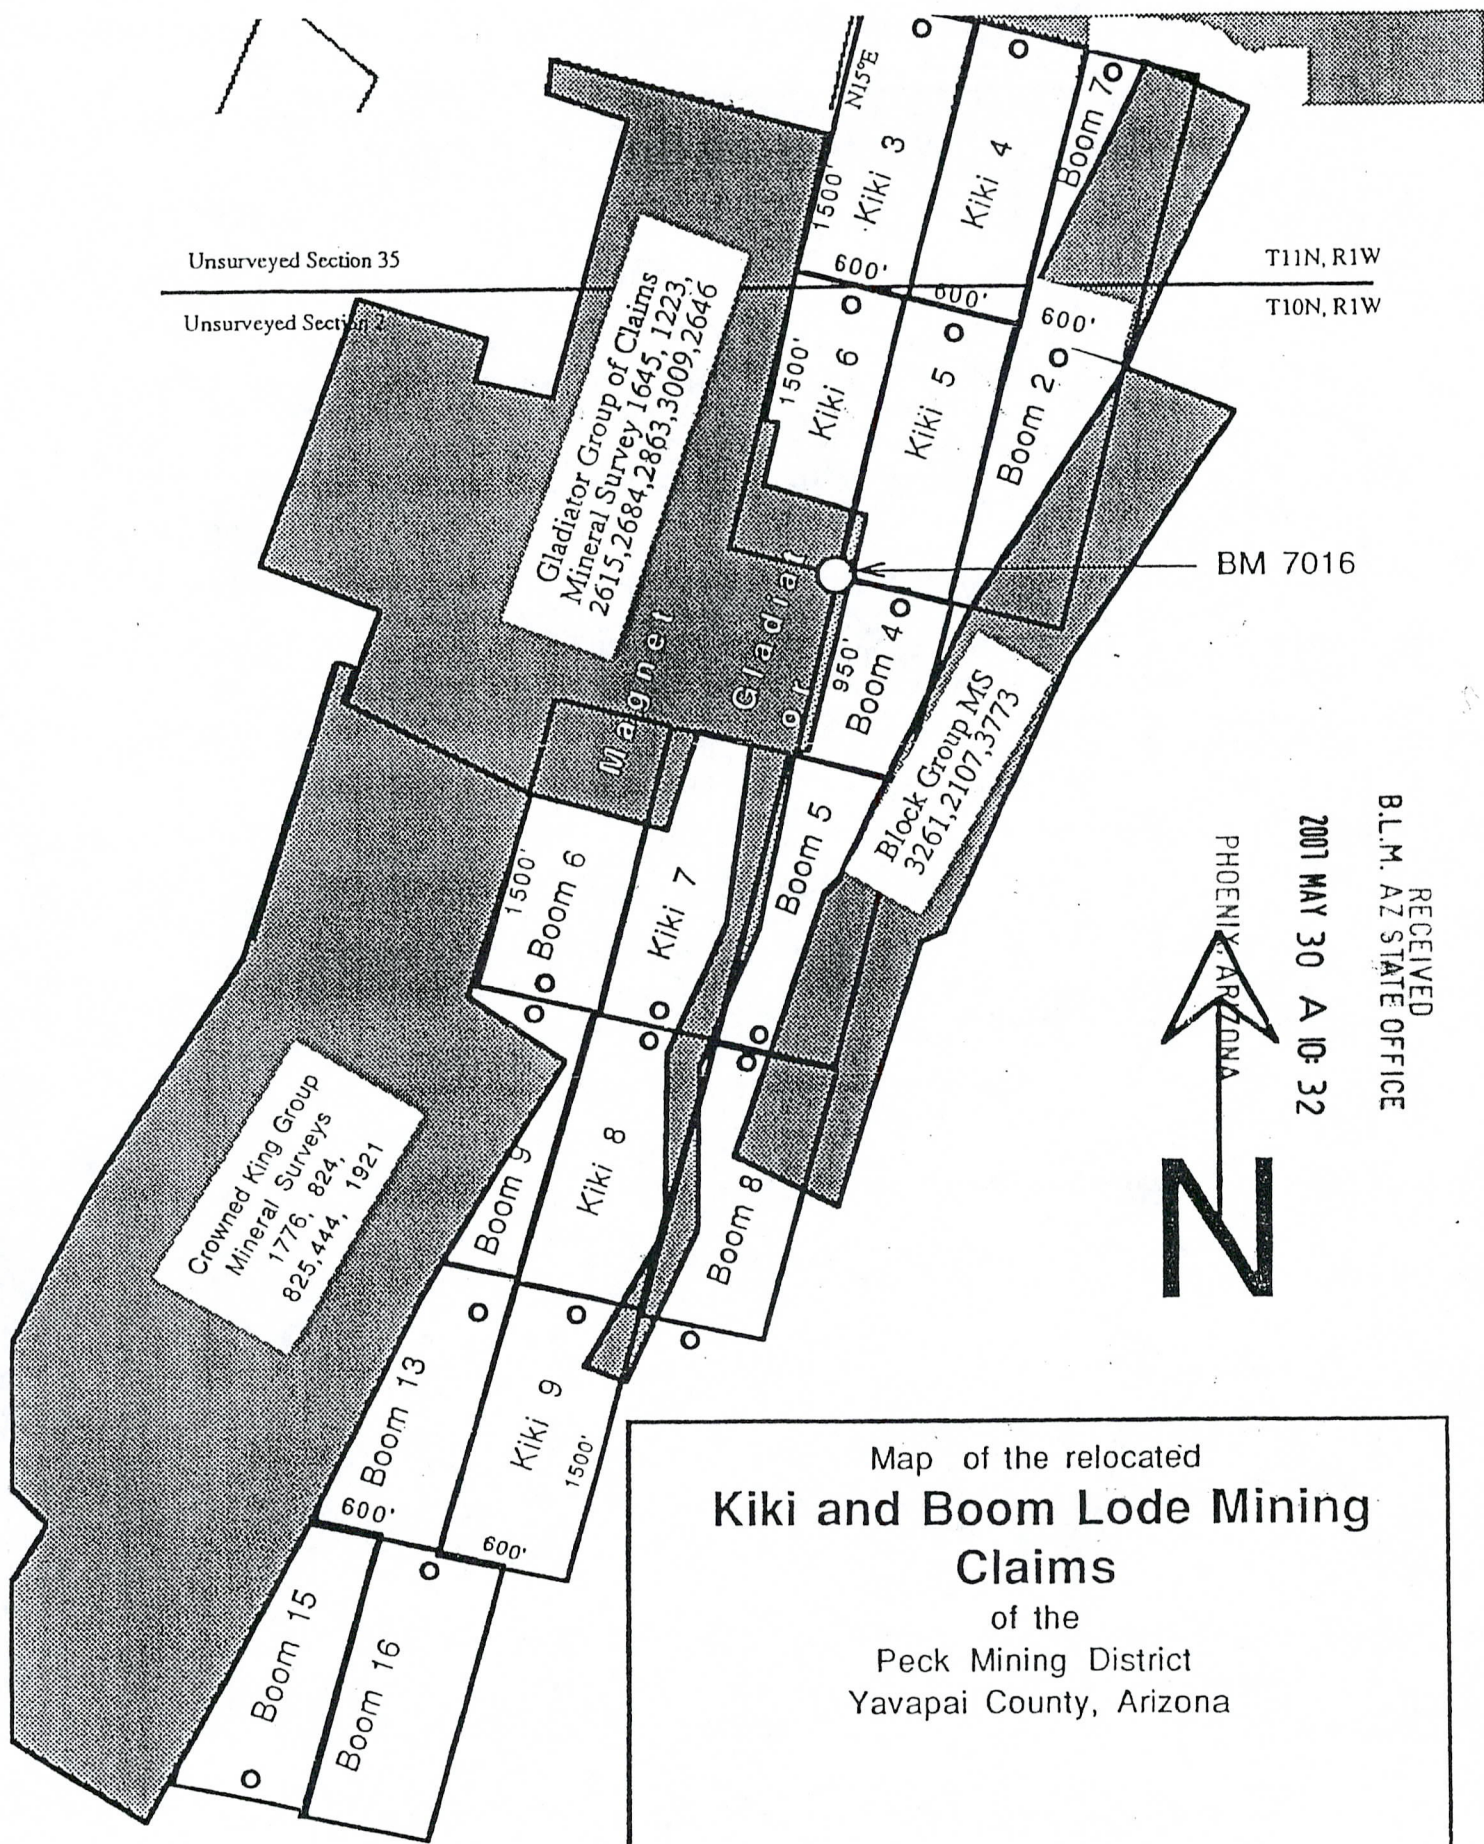 N15°E
1500'
Kiki 3
600'
Kiki 4
600'
Boom 7
Unsurveyed Section 35
T11N, R1W
Unsurveyed Section 2
T10N, R1W
600'
1500'
Kiki 6
Kiki 5
Boom 2
Gladiator Group of Claims
Mineral Survey 1645, 1223,
2615,2684,2863,3009,2646
BM 7016
Magnet
Gladiat
or
950'
Boom 4
Block Group MS
3261,2107,3773
1500'
Boom 6
Kiki 7
Boom 5
RECEIVED
B.L.M. AZ STATE OFFICE
2001 MAY 30 A 10: 32
PHOENIX, ARIZONA
N
Crowned King Group
Mineral Surveys
1776, 824,
825,444, 1921
Boom 9
Kiki 8
Boom 8
Boom 13
600'
Kiki 9
1500'
600'
Boom 15
Boom 16
Map of the relocated
Kiki and Boom Lode Mining
Claims
of the
Peck Mining District
Yavapai County, Arizona